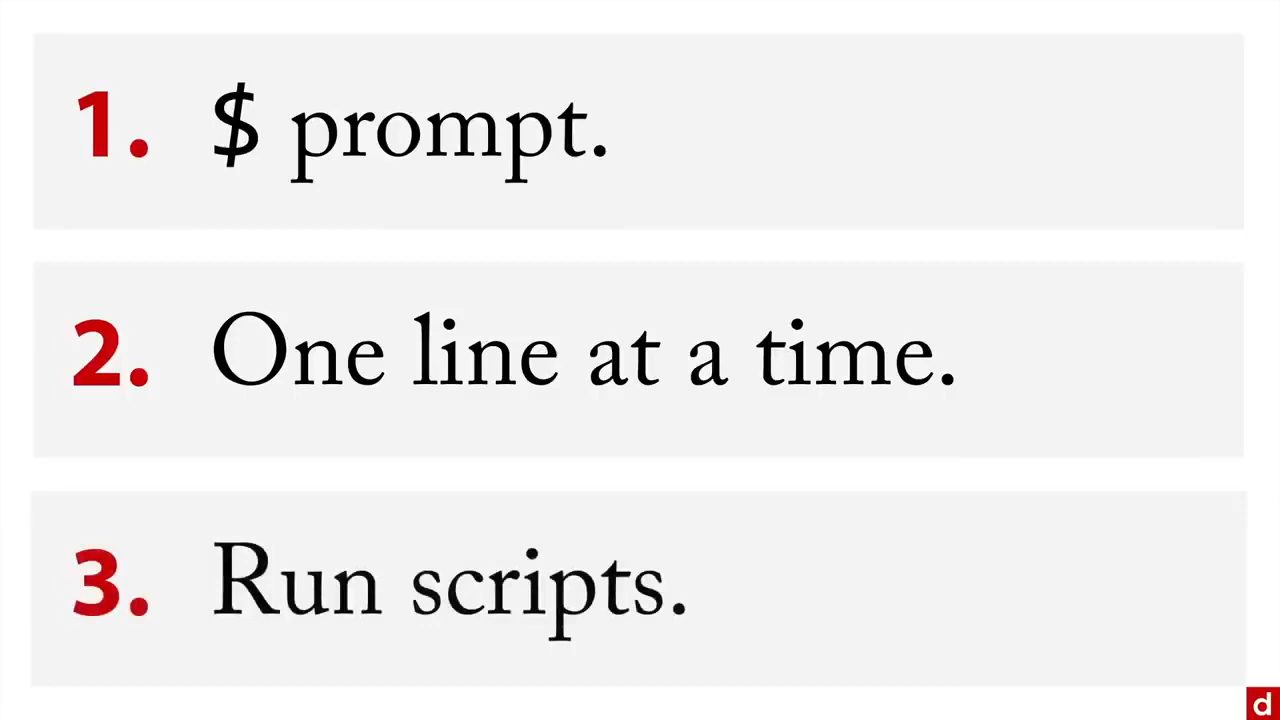 1. $ prompt.
2. One line at a time.
3. Run scripts.
d